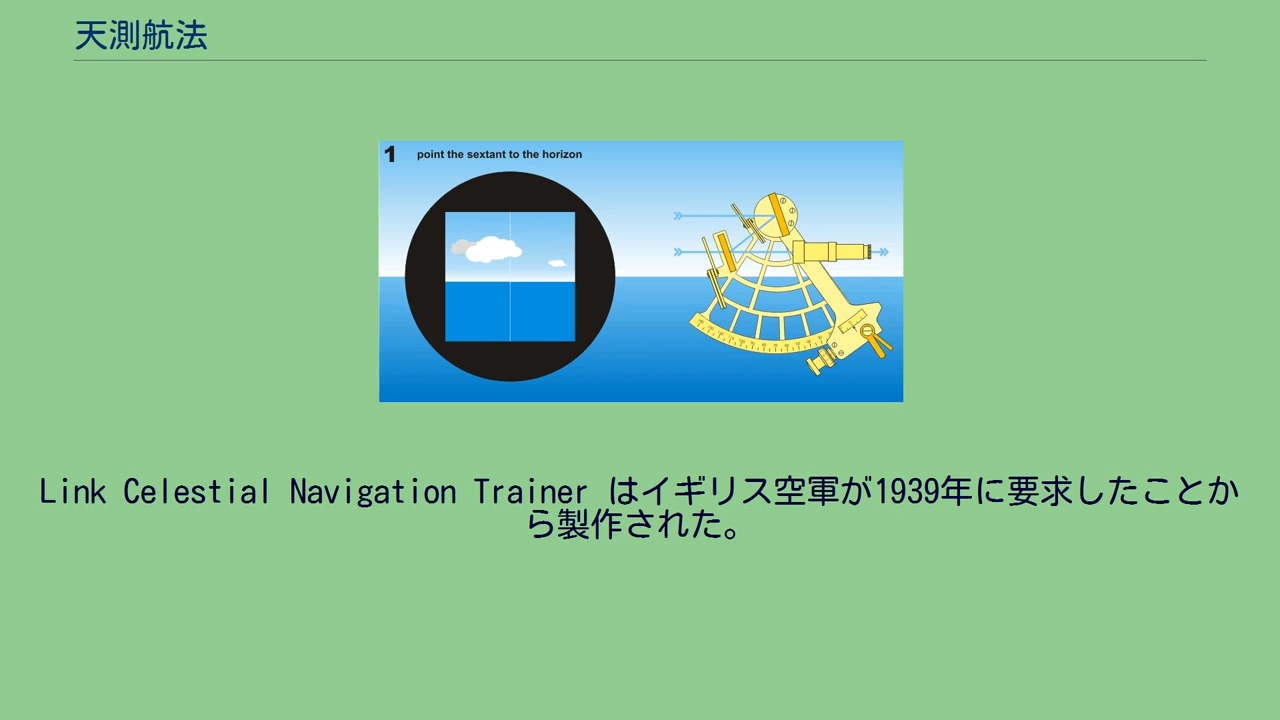 天測航法
1 point the sextant to the horizon
Link Celestial Navigation Trainer はイギリス空軍が1939年に要求したことか
ら製作された。